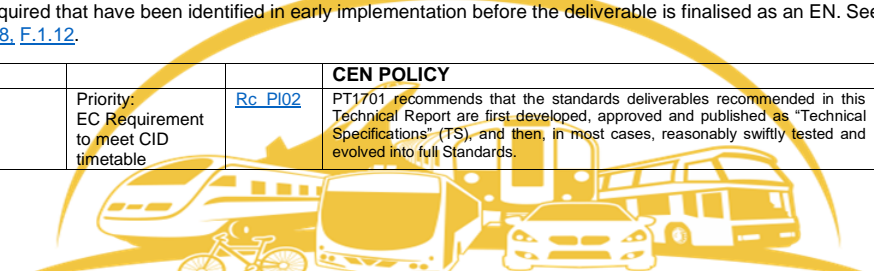 quired that have been identified in early implementation before the deliverable is finalised as an EN. See
8, F.1.12.
CEN POLICY
Priority:
EC Requirement
to meet CID
timetable
Rc_Pl02
PT1701 recommends that the standards deliverables recommended in this
Technical Report are first developed, approved and published as “Technical
Specifications” (TS), and then, in most cases, reasonably swiftly tested and
evolved into full Standards.